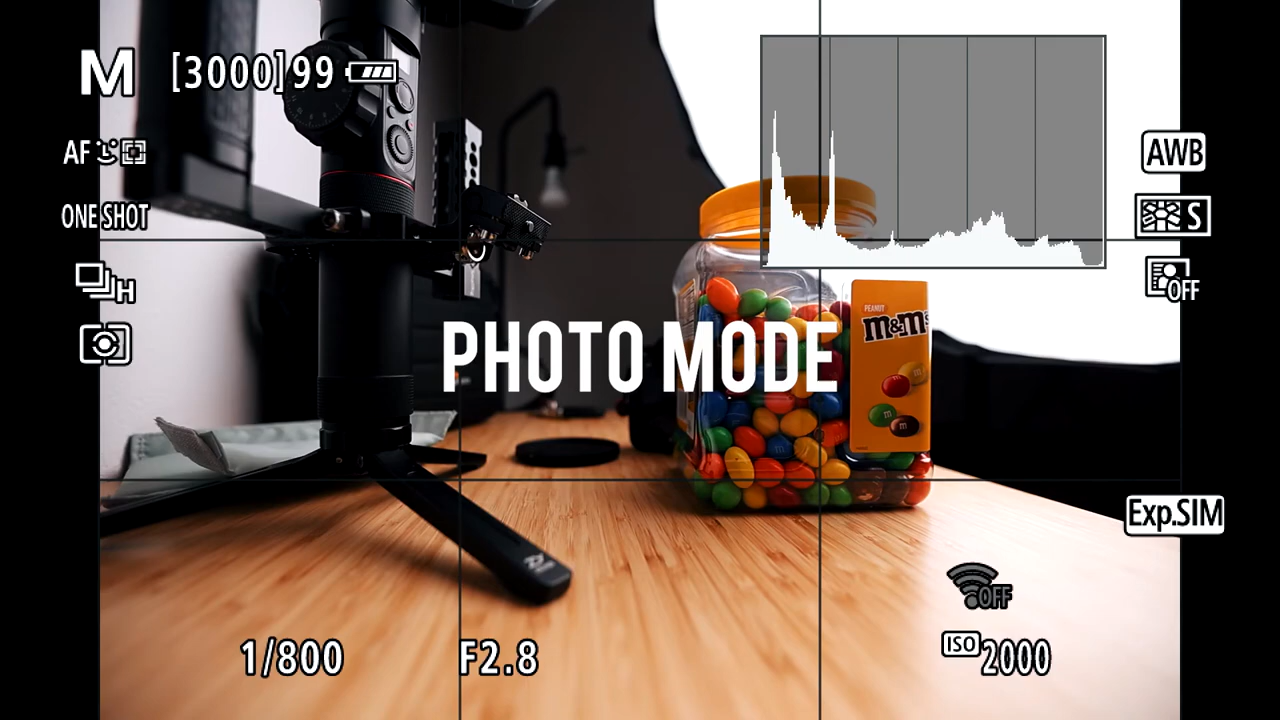 M [3000] 99
AF
AWB
ONE SHOT
S
H
OFF
PEANUT
m&m's
PHOTO MODE
m
m
m
Exp.SIM
OFF
1/800 F2.8 ISO 2000